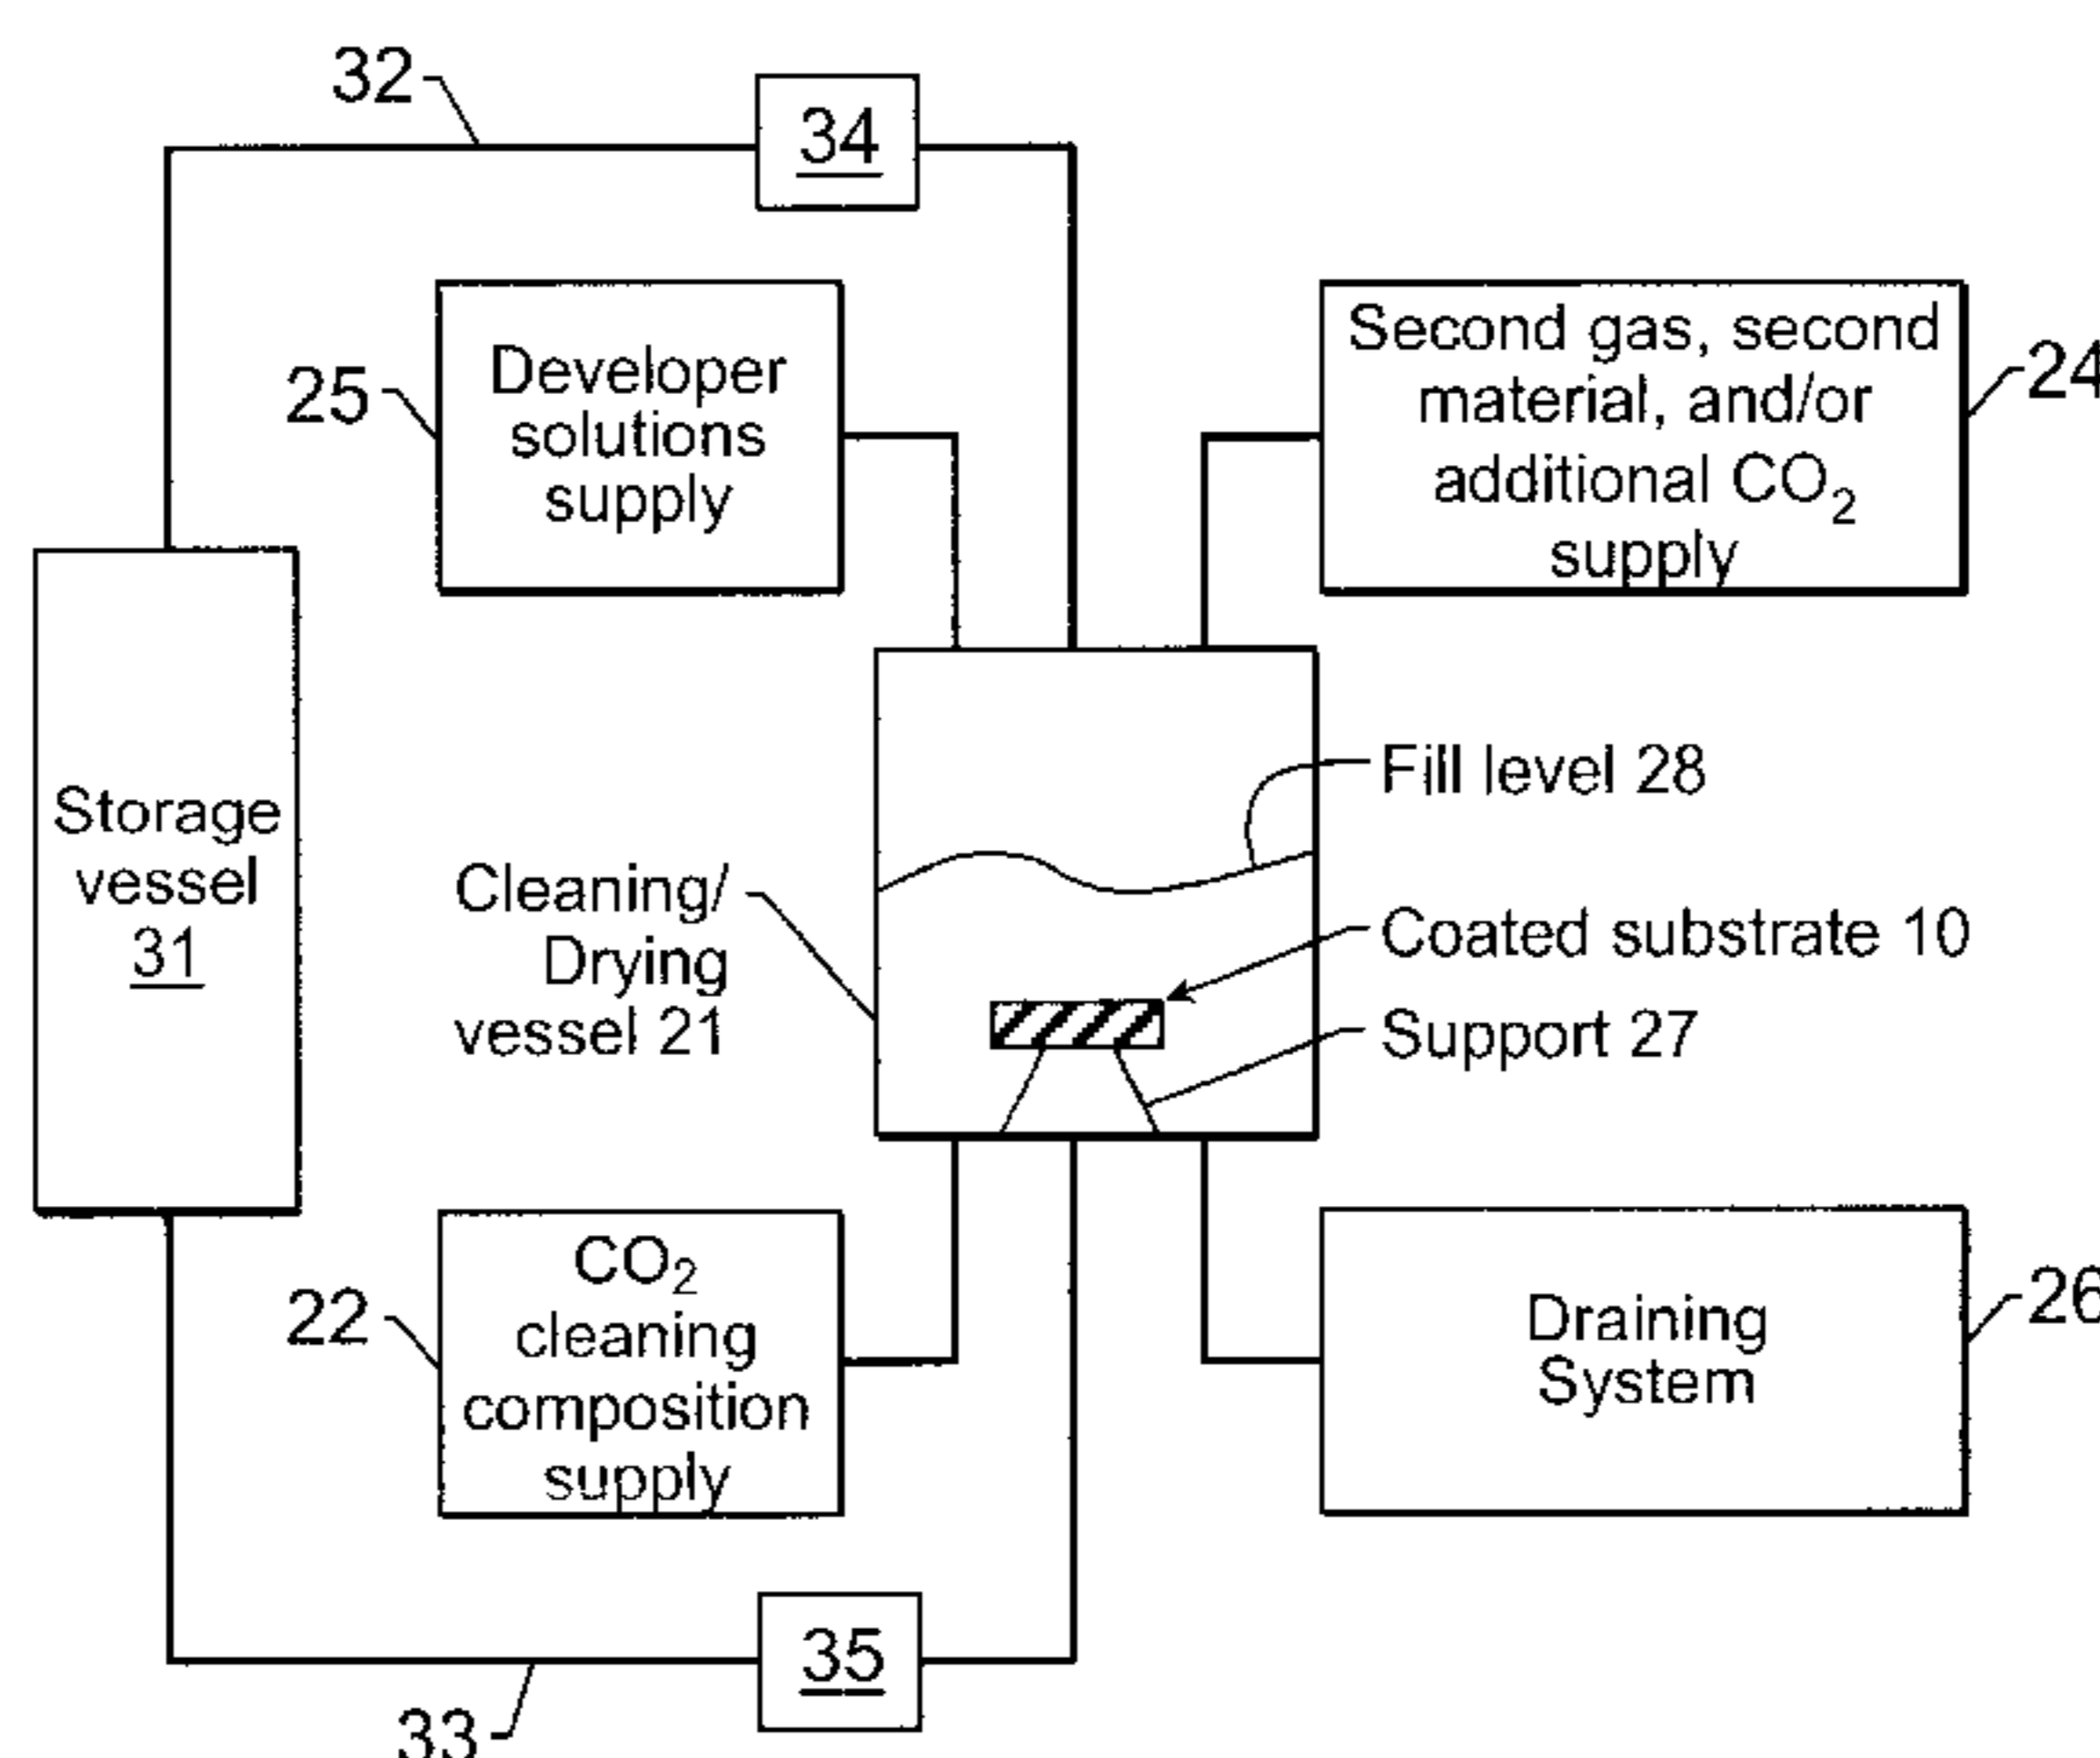 32
34
25
Developer
solutions
supply
Second gas, second
material, and/or
additional CO₂
supply
24
Storage
vessel
31
Fill level 28
Cleaning/
Drying
vessel 21
Coated substrate 10
Support 27
22
CO₂
cleaning
composition
supply
Draining
System
26
35
33